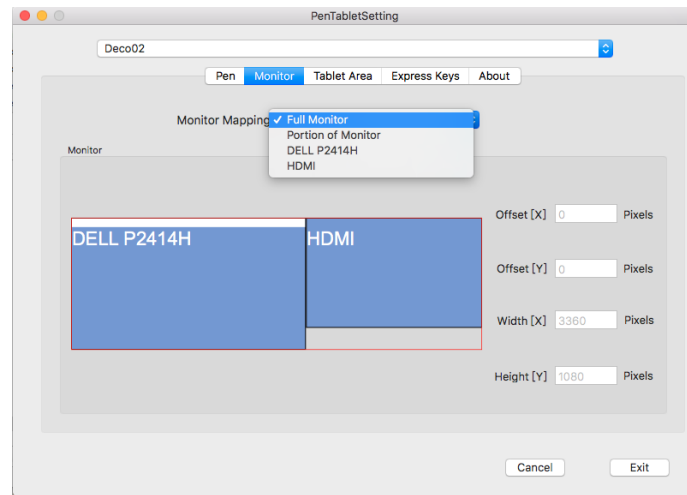 PenTabletSetting
Deco02
Pen Monitor Tablet Area Express Keys About
Monitor Mapping ✓ Full Monitor
Portion of Monitor
DELL P2414H
HDMI
Monitor
DELL P2414H HDMI
Offset [X] 0 Pixels
Offset [Y] 0 Pixels
Width [X] 3360 Pixels
Height [Y] 1080 Pixels
Cancel Exit